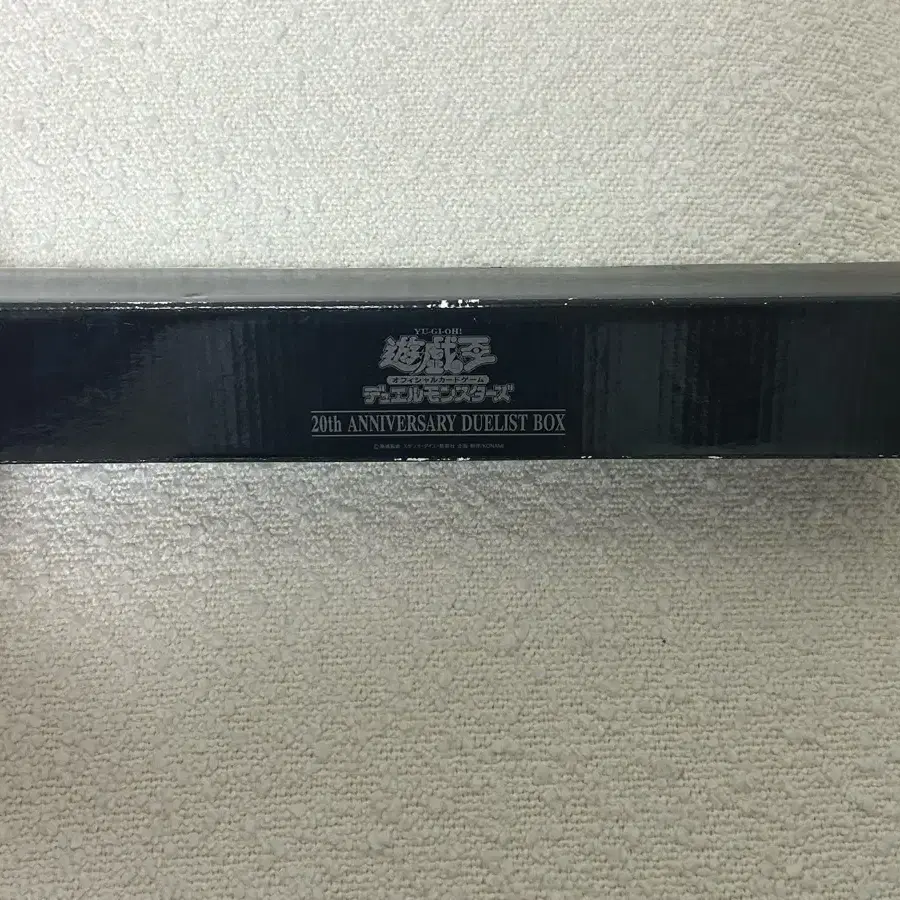 YU-GI-OH!
遊戯王
オフィシャルカードゲーム
デュエルモンスターズ
20th ANNIVERSARY DUELIST BOX